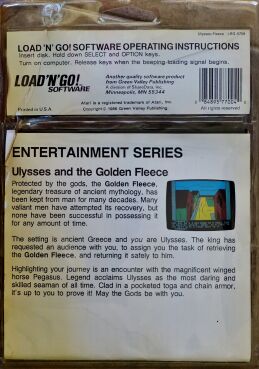 Ulysses-Fleece LNG 8704
LOAD 'N' GO! SOFTWARE OPERATING INSTRUCTIONS
Insert disk. Hold down SELECT and OPTION keys.
Turn on computer. Release keys when the beeping-loading signal begins.
LOAD'N'GO!
SOFTWARE
Another quality software product
from Green Valley Publishing
A division of ShareData, Inc.
Minneapolis, MN 55344
Atari is a registered trademark of Atari, Inc.
Printed in U.S.A.
Copyright © 1986 Green Valley Publishing
All rights reserved
ENTERTAINMENT SERIES
Ulysses and the Golden Fleece
Protected by the gods, the Golden Fleece,
legendary treasure of ancient mythology, has
been kept from man for many decades. Many
valiant men have attempted its recovery, but
none have been successful in possessing it
for any amount of time.
The setting is ancient Greece and you are Ulysses. The king has
requested an audience with you, to assign you the task of retrieving
the Golden Fleece, and returning it safely to him.
Highlighting your journey is an encounter with the magnificent winged
horse Pegasus. Legend acclaims Ulysses as the most daring and
skilled seaman of all time. Clad in a pocketed toga and chain armor,
it's up to you to prove it! May the Gods be with you.